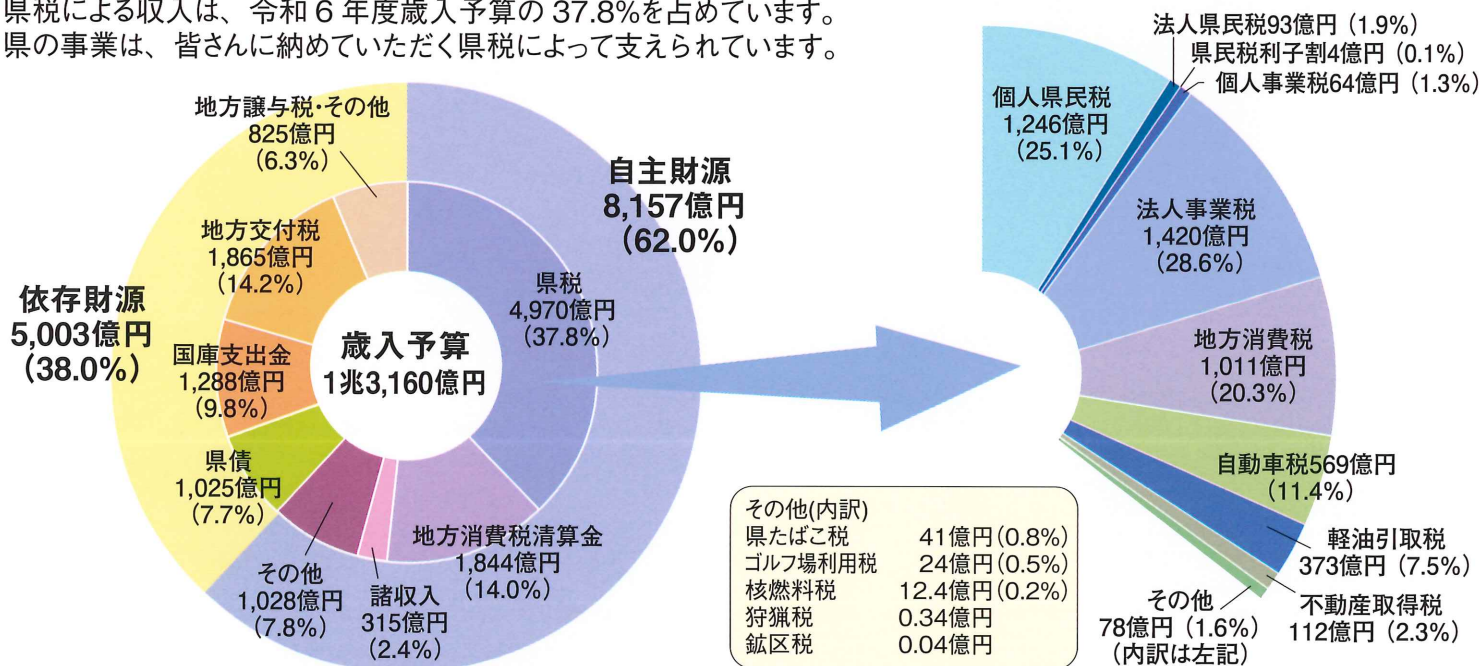 県税による収入は、令和6年度歳入予算の37.8%を占めています。
県の事業は、皆さんに納めていただく県税によって支えられています。
歳入予算
1兆3,160億円
自主財源
8,157億円
(62.0%)
県税
4,970億円
(37.8%)
地方消費税清算金
1,844億円
(14.0%)
諸収入
315億円
(2.4%)
その他
1,028億円
(7.8%)
依存財源
5,003億円
(38.0%)
県債
1,025億円
(7.7%)
国庫支出金
1,288億円
(9.8%)
地方交付税
1,865億円
(14.2%)
地方譲与税・その他
825億円
(6.3%)
個人県民税
1,246億円
(25.1%)
法人県民税93億円(1.9%)
県民税利子割4億円(0.1%)
個人事業税64億円(1.3%)
法人事業税
1,420億円
(28.6%)
地方消費税
1,011億円
(20.3%)
自動車税569億円
(11.4%)
軽油引取税
373億円(7.5%)
不動産取得税
112億円(2.3%)
その他
78億円(1.6%)
(内訳は左記)
その他(内訳)
県たばこ税 41億円(0.8%)
ゴルフ場利用税 24億円(0.5%)
核燃料税 12.4億円(0.2%)
狩猟税 0.34億円
鉱区税 0.04億円